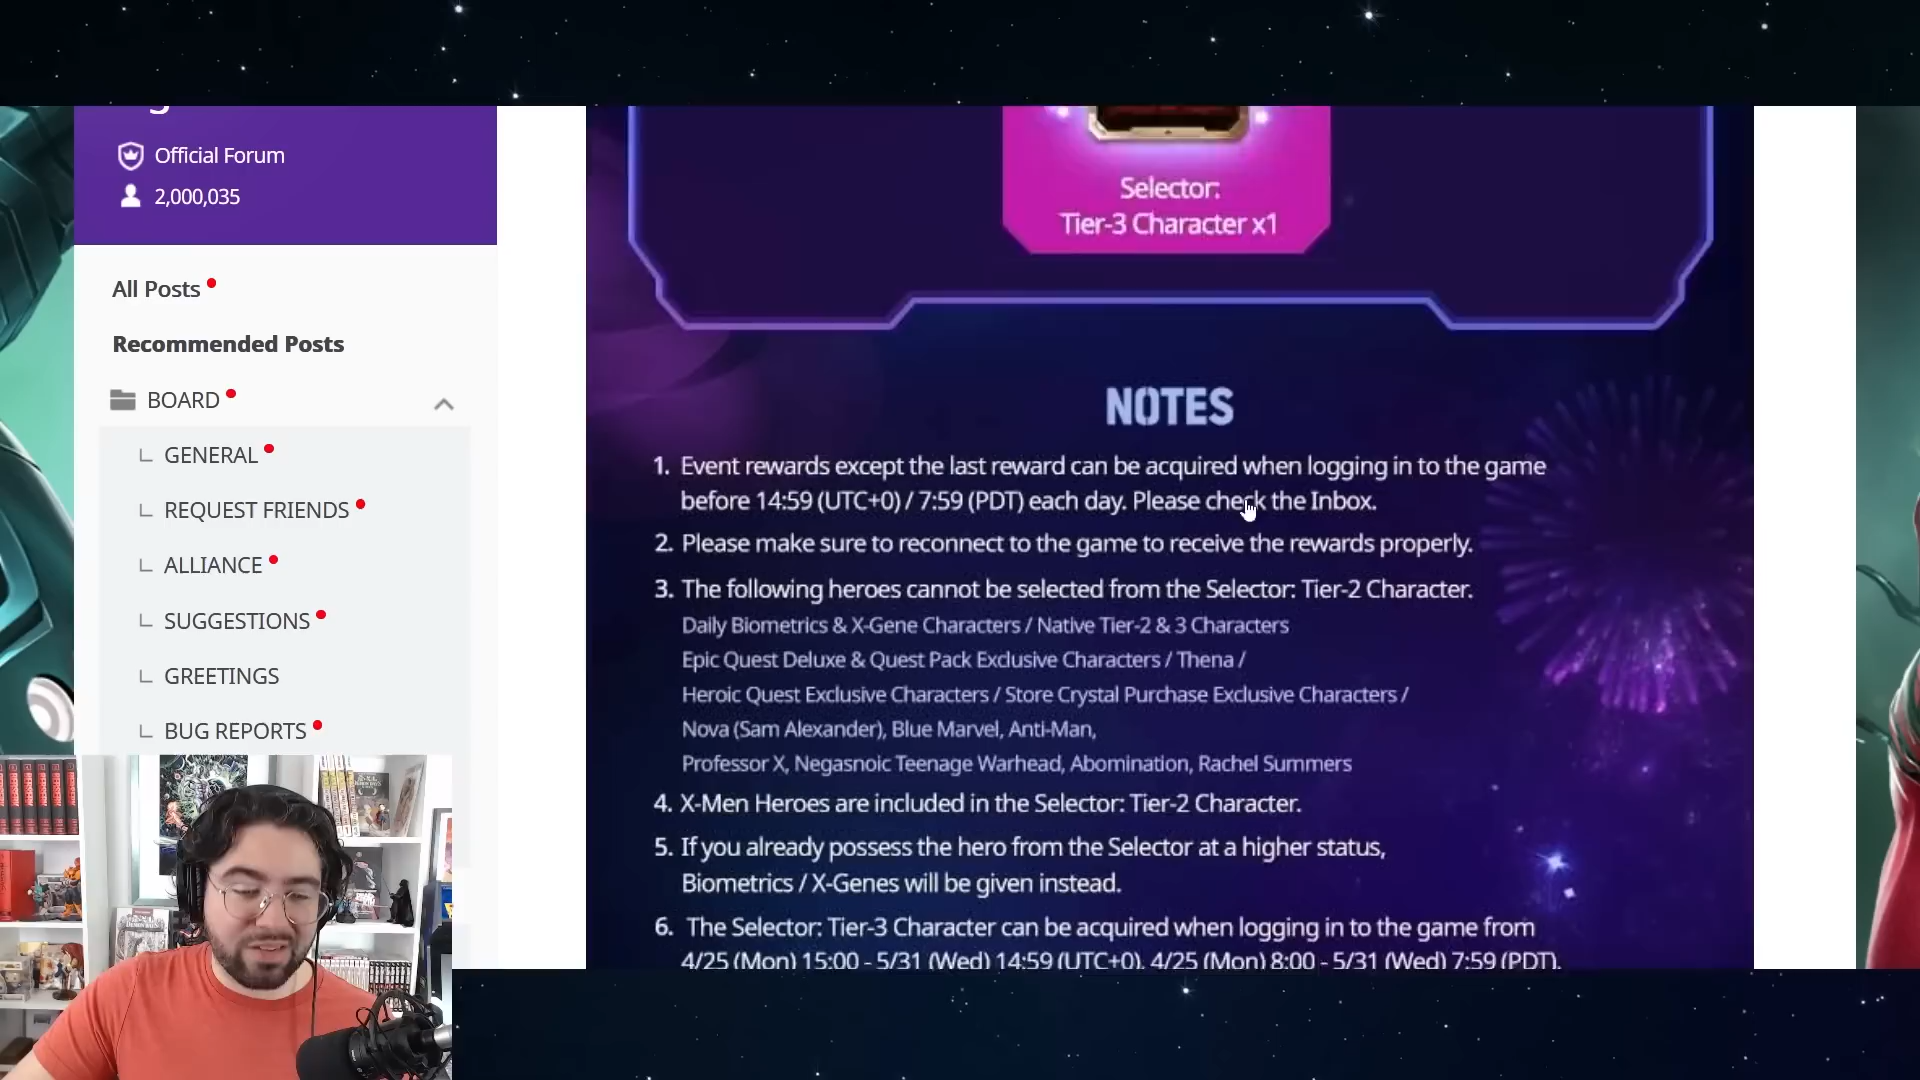 Official Forum
2,000,035
All Posts
Recommended Posts
BOARD
GENERAL
REQUEST FRIENDS
ALLIANCE
SUGGESTIONS
GREETINGS
BUG REPORTS
Selector:
Tier-3 Character x1
NOTES
1. Event rewards except the last reward can be acquired when logging in to the game
before 14:59 (UTC+0) / 7:59 (PDT) each day. Please check the Inbox.
2. Please make sure to reconnect to the game to receive the rewards properly.
3. The following heroes cannot be selected from the Selector: Tier-2 Character.
Daily Biometrics & X-Gene Characters / Native Tier-2 & 3 Characters
Epic Quest Deluxe & Quest Pack Exclusive Characters / Thena /
Heroic Quest Exclusive Characters / Store Crystal Purchase Exclusive Characters /
Nova (Sam Alexander), Blue Marvel, Anti-Man,
Professor X, Negasnoic Teenage Warhead, Abomination, Rachel Summers
4. X-Men Heroes are included in the Selector: Tier-2 Character.
5. If you already possess the hero from the Selector at a higher status,
Biometrics / X-Genes will be given instead.
6. The Selector: Tier-3 Character can be acquired when logging in to the game from
4/25 (Mon) 15:00 - 5/31 (Wed) 14:59 (UTC+0), 4/25 (Mon) 8:00 - 5/31 (Wed) 7:59 (PDT).